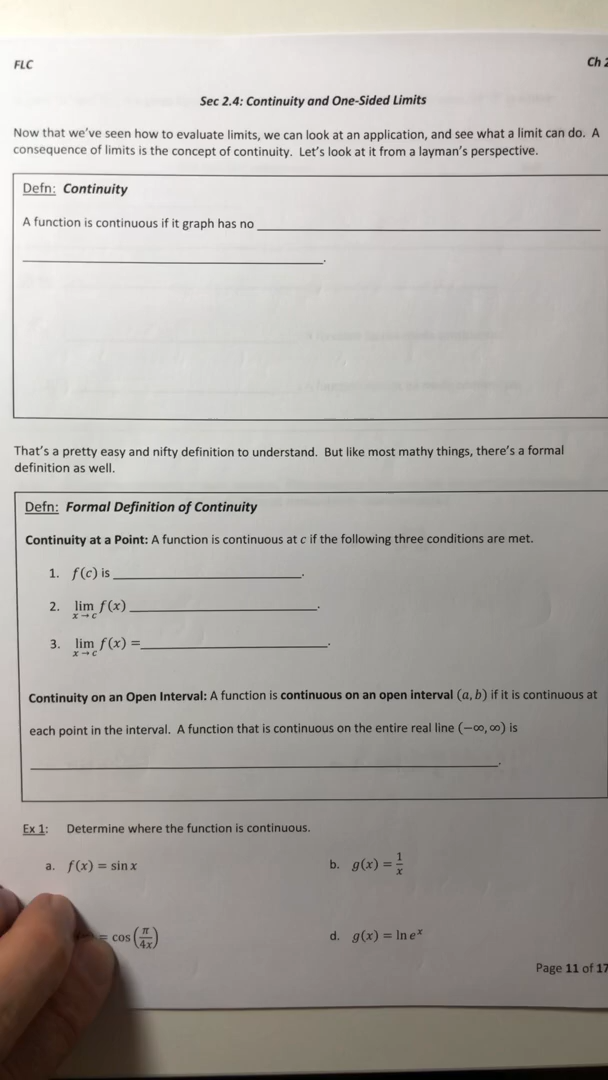 FLC
Ch 2
Sec 2.4: Continuity and One-Sided Limits
Now that we've seen how to evaluate limits, we can look at an application, and see what a limit can do. A
consequence of limits is the concept of continuity. Let's look at it from a layman's perspective.
Defn: Continuity
A function is continuous if it graph has no ____________
____________.
That's a pretty easy and nifty definition to understand. But like most mathy things, there's a formal
definition as well.
Defn: Formal Definition of Continuity
Continuity at a Point: A function is continuous at c if the following three conditions are met.
1. f(c) is ____________.
2. lim x→c f(x) ____________.
3. lim x→c f(x) = ____________.
Continuity on an Open Interval: A function is continuous on an open interval (a, b) if it is continuous at
each point in the interval. A function that is continuous on the entire real line (−∞, ∞) is
____________.
Ex 1: Determine where the function is continuous.
a. f(x) = sin x b. g(x) = 1/x
= cos (π/4x) d. g(x) = ln eˣ
Page 11 of 17